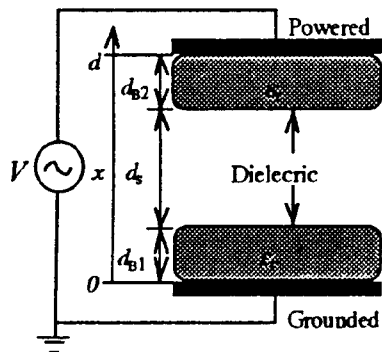 Powered
d
d_B2
V
x
d_s
Dielecric
d_B1
0
Grounded